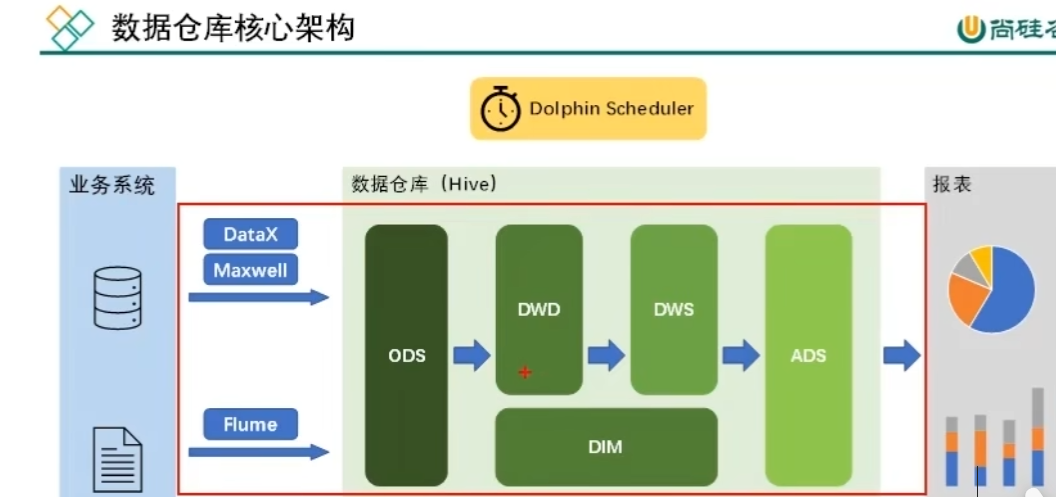 数据仓库核心架构
尚硅
Dolphin Scheduler
业务系统
数据仓库（Hive）
报表
DataX
Maxwell
Flume
ODS
DWD
DWS
ADS
DIM